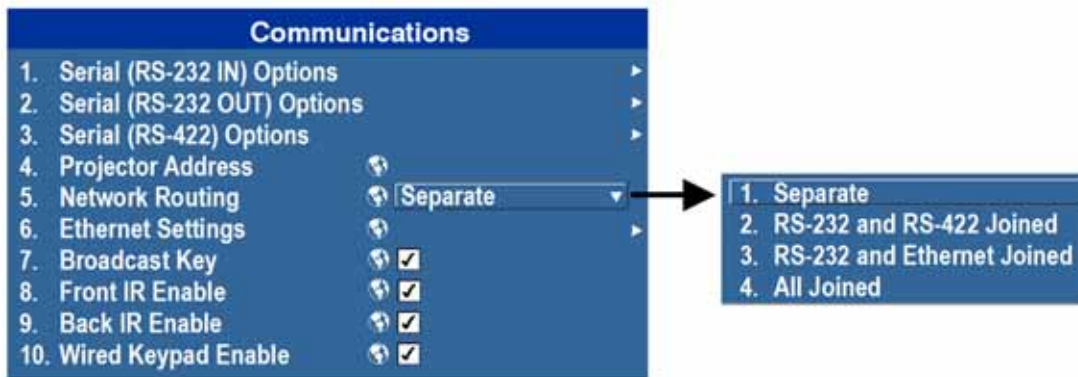 Communications
1. Serial (RS-232 IN) Options
2. Serial (RS-232 OUT) Options
3. Serial (RS-422) Options
4. Projector Address
5. Network Routing Separate
6. Ethernet Settings
7. Broadcast Key
8. Front IR Enable
9. Back IR Enable
10. Wired Keypad Enable
1. Separate
2. RS-232 and RS-422 Joined
3. RS-232 and Ethernet Joined
4. All Joined